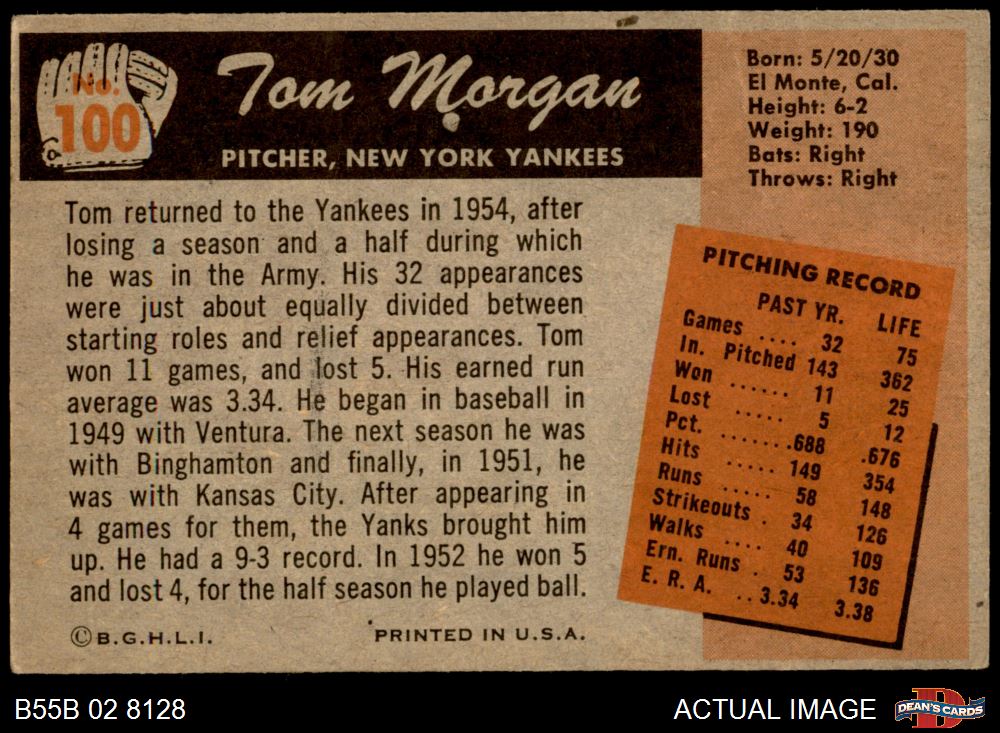 No.
100
Tom Morgan
PITCHER, NEW YORK YANKEES
Born: 5/20/30
El Monte, Cal.
Height: 6-2
Weight: 190
Bats: Right
Throws: Right
Tom returned to the Yankees in 1954, after
losing a season and a half during which
he was in the Army. His 32 appearances
were just about equally divided between
starting roles and relief appearances. Tom
won 11 games, and lost 5. His earned run
average was 3.34. He began in baseball in
1949 with Ventura. The next season he was
with Binghamton and finally, in 1951, he
was with Kansas City. After appearing in
4 games for them, the Yanks brought him
up. He had a 9-3 record. In 1952 he won 5
and lost 4, for the half season he played ball.
PITCHING RECORD
PAST YR. LIFE
Games .... 32 75
In. Pitched 143 362
Won ...... 11 25
Lost ..... 5 12
Pct. .......688 .676
Hits ..... 149 354
Runs ..... 58 148
Strikeouts . 34 126
Walks .... 40 109
Ern. Runs . 53 136
E. R. A. ..3.34 3.38
©B.G.H.L.I. PRINTED IN U.S.A.
B55B 02 8128 ACTUAL IMAGE DEAN'S CARDS